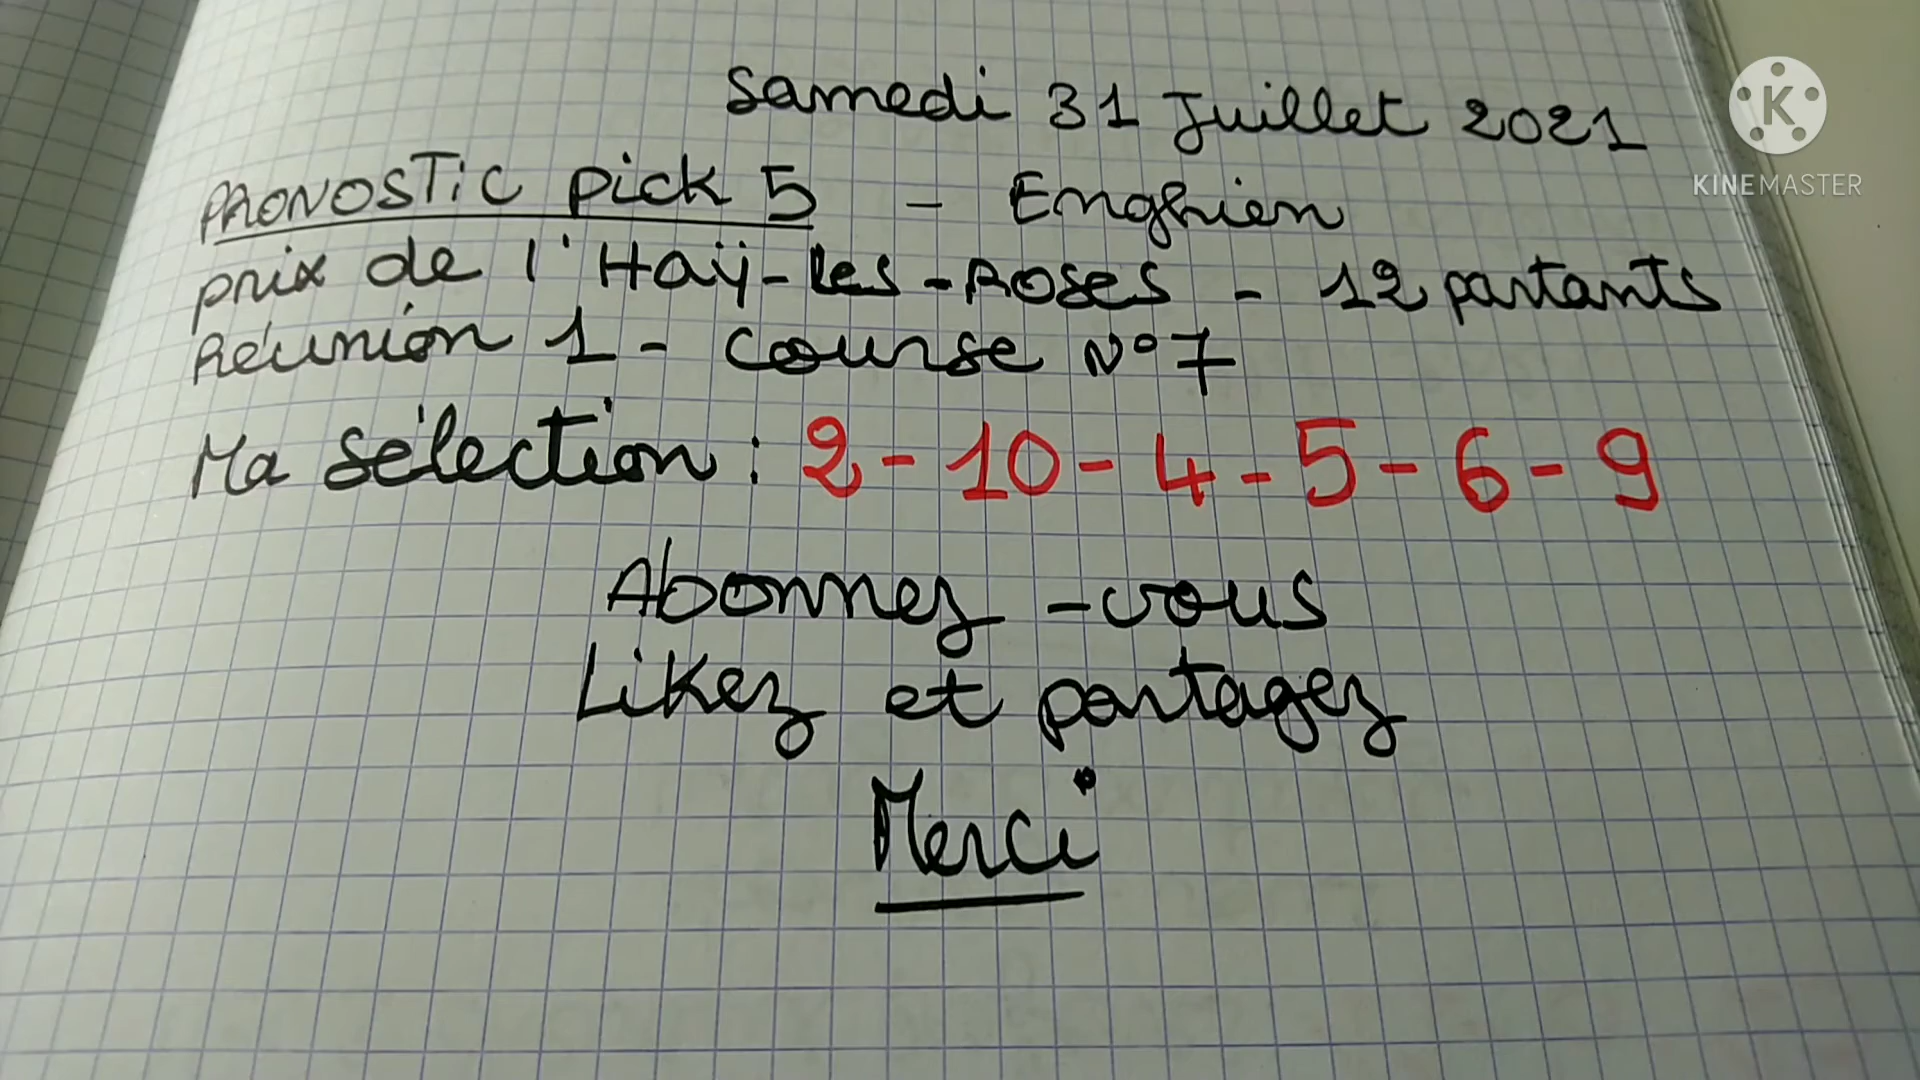 Samedi 31 Juillet 2021
PRONOSTIC pick 5 - Enghien
prix de l'Haÿ-Les-Roses - 12 partants
Réunion 1 - course N°7
Ma sélection : 2 - 10 - 4 - 5 - 6 - 9
Abonnez-vous
Likez et partagez
Merci
K
KINEMASTER